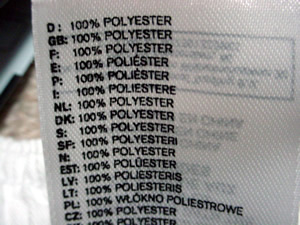 D: 100% POLYESTER
GB: 100% POLYESTER
F: 100% POLYESTER
E: 100% POLIÉSTER
P: 100% POLIÉSTER
I: 100% POLIESTERE
NL: 100% POLYESTER
DK: 100% POLYESTER
S: 100% POLYESTER
SF: 100% POLYESTERI
N: 100% POLYESTER
EST: 100% POLÜESTER
LV: 100% POLIESTERIS
LT: 100% POLIESTERIS
PL: 100% WŁÓKNO POLIESTROWE
CZ: 100% POLYESTER
100% POLYESTER